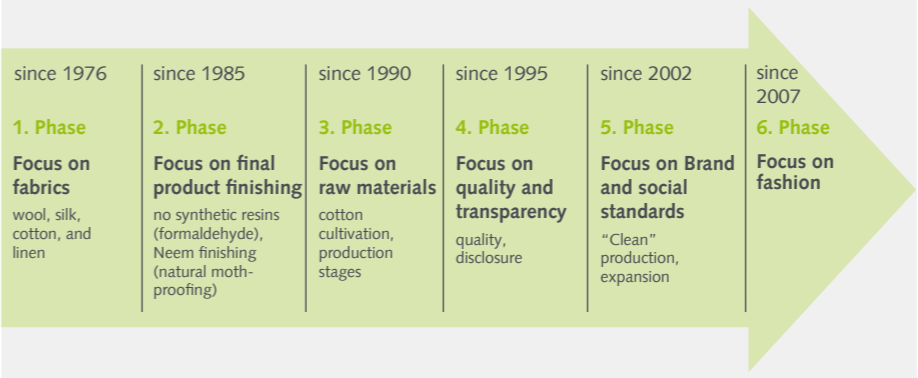 since 1976
1. Phase
Focus on
fabrics
wool, silk,
cotton, and
linen
since 1985
2. Phase
Focus on final
product finishing
no synthetic resins
(formaldehyde),
Neem finishing
(natural moth-
proofing)
since 1990
3. Phase
Focus on
raw materials
cotton
cultivation,
production
stages
since 1995
4. Phase
Focus on
quality and
transparency
quality,
disclosure
since 2002
5. Phase
Focus on Brand
and social
standards
“Clean”
production,
expansion
since
2007
6. Phase
Focus on
fashion